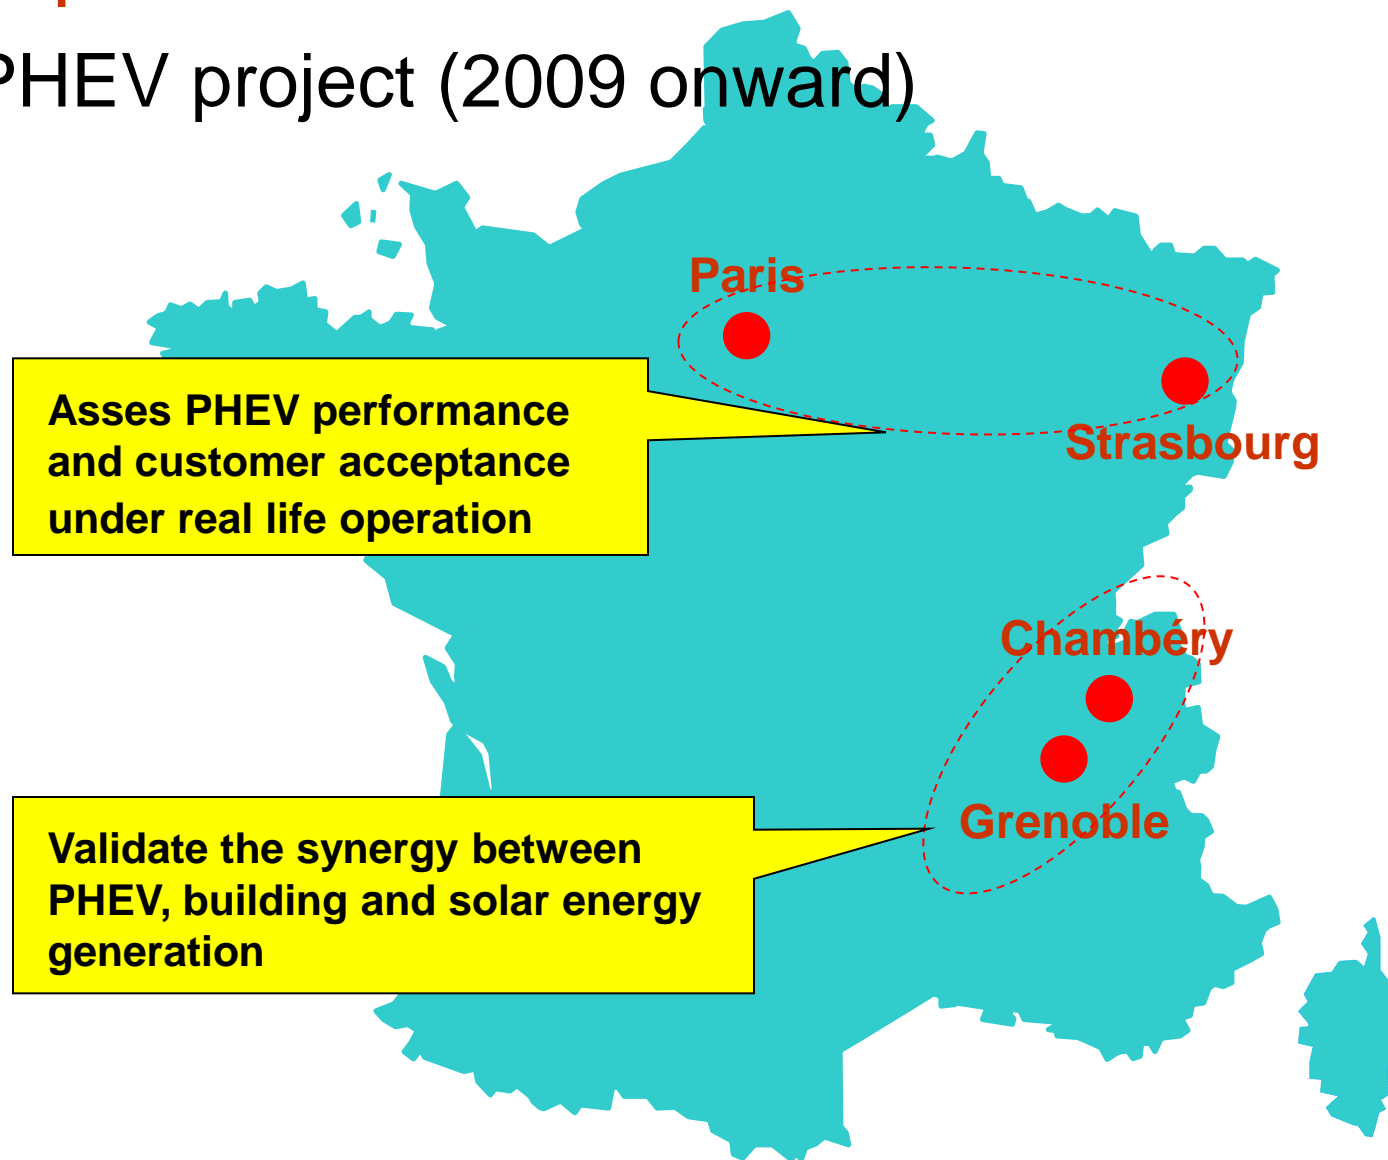 PHEV project (2009 onward)
Paris
Asses PHEV performance
and customer acceptance
under real life operation
Strasbourg
Chambéry
Grenoble
Validate the synergy between
PHEV, building and solar energy
generation